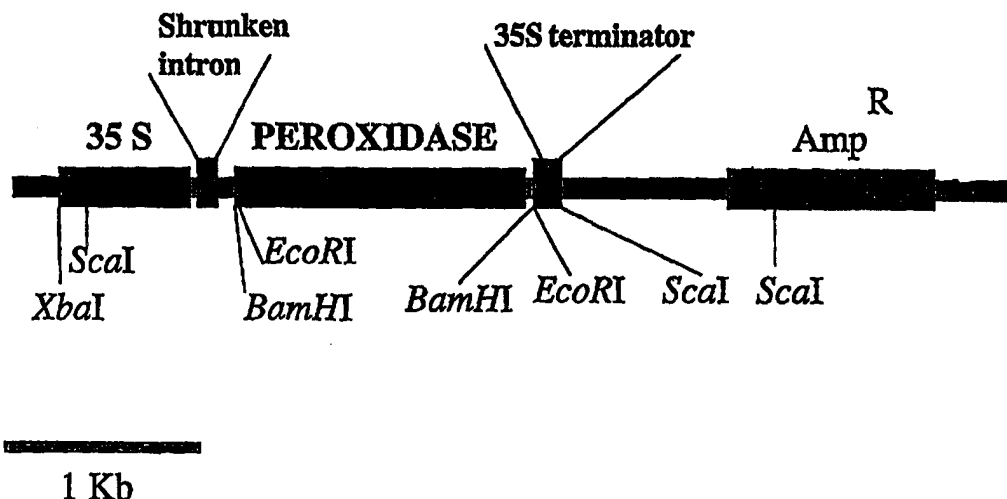 Shrunken
intron
35S terminator
35 S
PEROXIDASE
Amp R
ScaI
EcoRI
XbaI
BamHI
BamHI
EcoRI
ScaI
ScaI
1 Kb